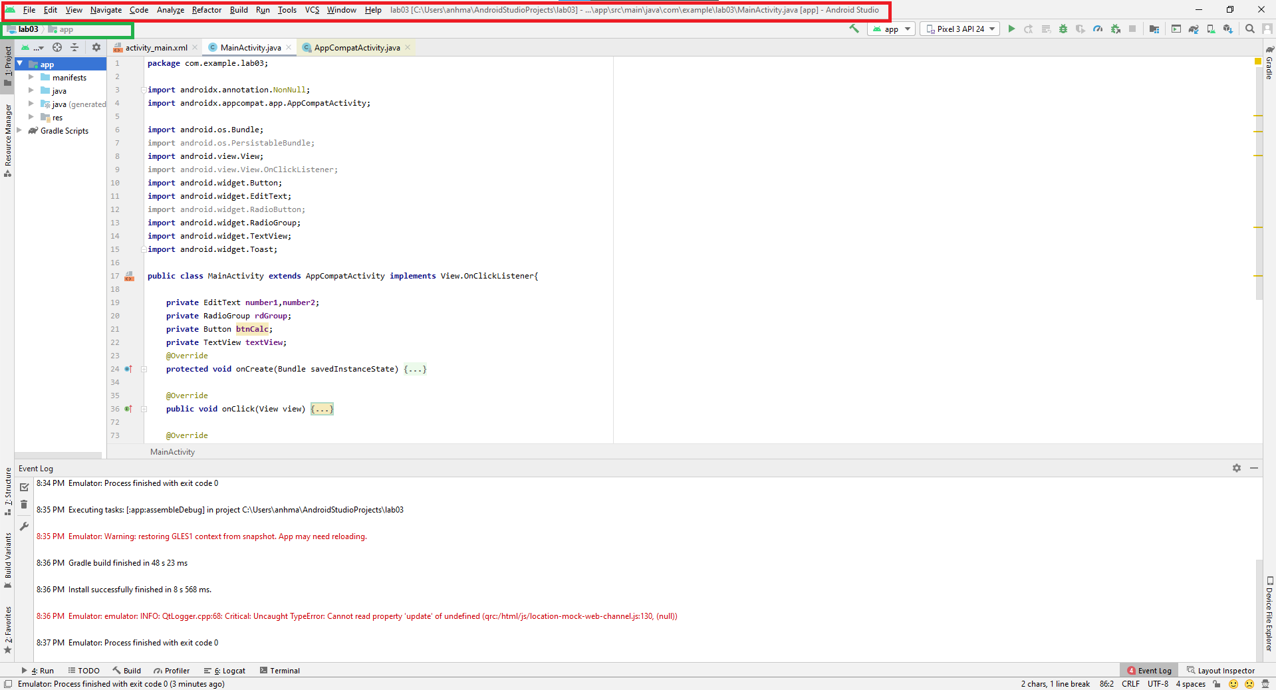 File Edit View Navigate Code Analyze Refactor Build Run Tools VCS Window Help lab03 [C:\Users\anhma\AndroidStudioProjects\lab03] - ...\app\src\main\java\com\example\lab03\MainActivity.java [app] - Android Studio
lab03 app
app Pixel 3 API 24
... activity_main.xml MainActivity.java AppCompatActivity.java
1: Project
Resource Manager
7: Structure
Build Variants
2: Favorites
app
manifests
java
java (generated
res
Gradle Scripts
1 package com.example.lab03;
2
3 import androidx.annotation.NonNull;
4 import androidx.appcompat.app.AppCompatActivity;
5
6 import android.os.Bundle;
7 import android.os.PersistableBundle;
8 import android.view.View;
9 import android.view.View.OnClickListener;
10 import android.widget.Button;
11 import android.widget.EditText;
12 import android.widget.RadioButton;
13 import android.widget.RadioGroup;
14 import android.widget.TextView;
15 import android.widget.Toast;
16
17 public class MainActivity extends AppCompatActivity implements View.OnClickListener{
18
19 private EditText number1,number2;
20 private RadioGroup rdGroup;
21 private Button btnCalc;
22 private TextView textView;
23 @Override
24 protected void onCreate(Bundle savedInstanceState) {...}
34
35 @Override
36 public void onClick(View view) {...}
72
73 @Override
MainActivity
Gradle
Device File Explorer
Event Log
8:34 PM Emulator: Process finished with exit code 0
8:35 PM Executing tasks: [:app:assembleDebug] in project C:\Users\anhma\AndroidStudioProjects\lab03
8:35 PM Emulator: Warning: restoring GLES1 context from snapshot. App may need reloading.
8:36 PM Gradle build finished in 48 s 23 ms
8:36 PM Install successfully finished in 8 s 568 ms.
8:36 PM Emulator: emulator: INFO: QtLogger.cpp:68: Critical: Uncaught TypeError: Cannot read property 'update' of undefined (qrc:/html/js/location-mock-web-channel.js:130, (null))
8:37 PM Emulator: Process finished with exit code 0
4: Run TODO Build Profiler 6: Logcat Terminal 4 Event Log Layout Inspector
Emulator: Process finished with exit code 0 (3 minutes ago) 2 chars, 1 line break 86:2 CRLF UTF-8 4 spaces